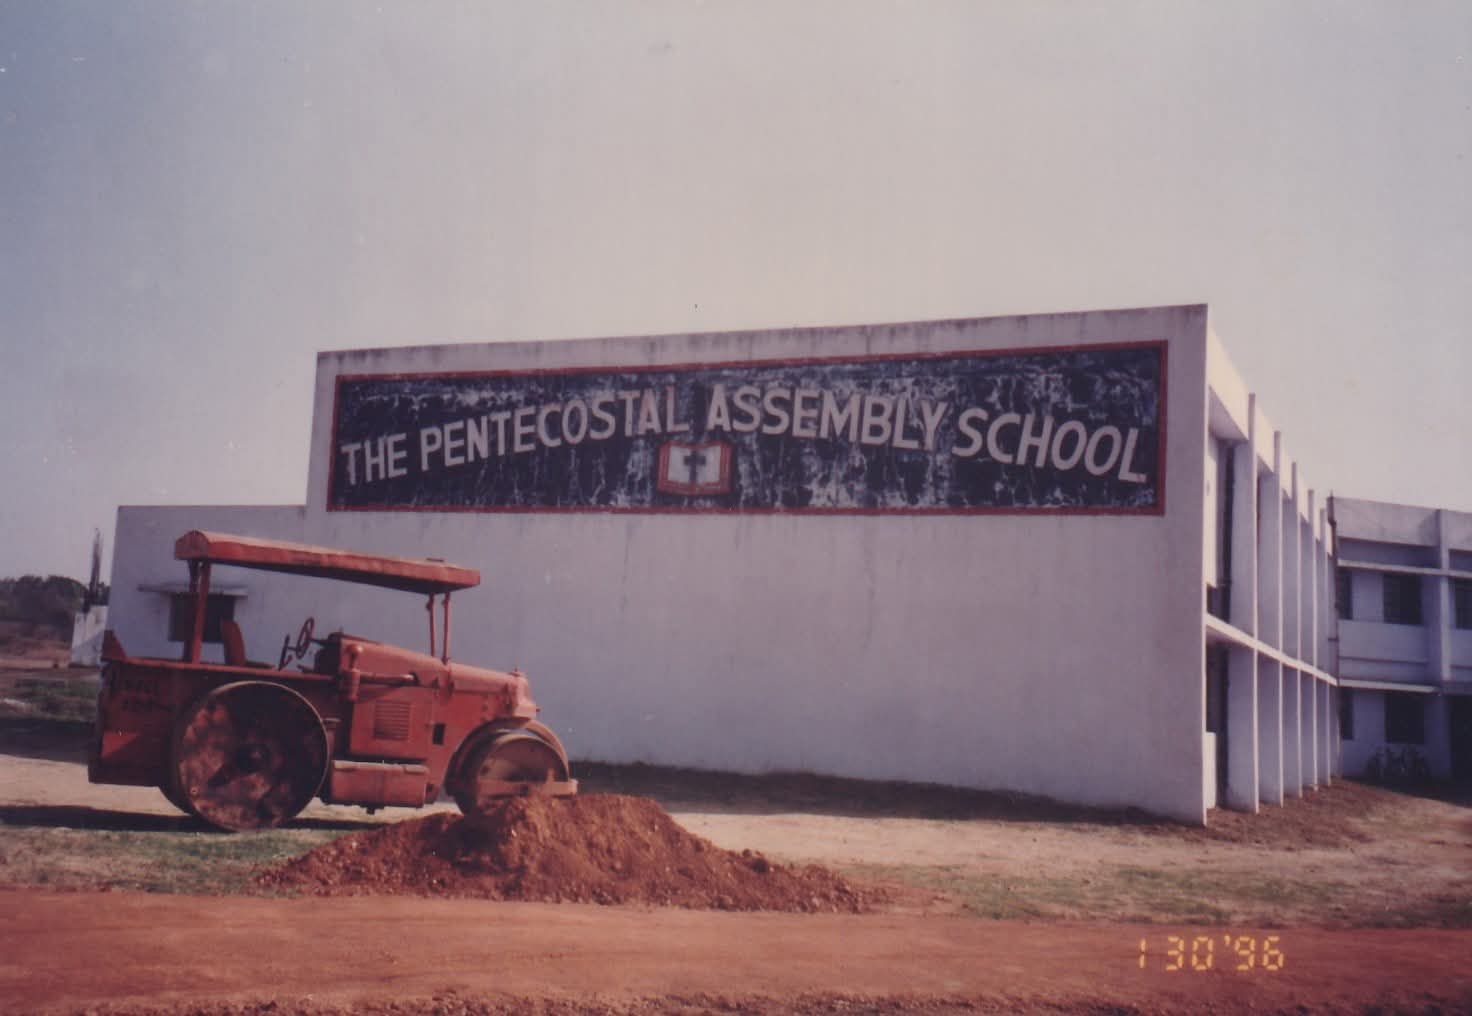 THE PENTECOSTAL ASSEMBLY SCHOOL
1 30 '96